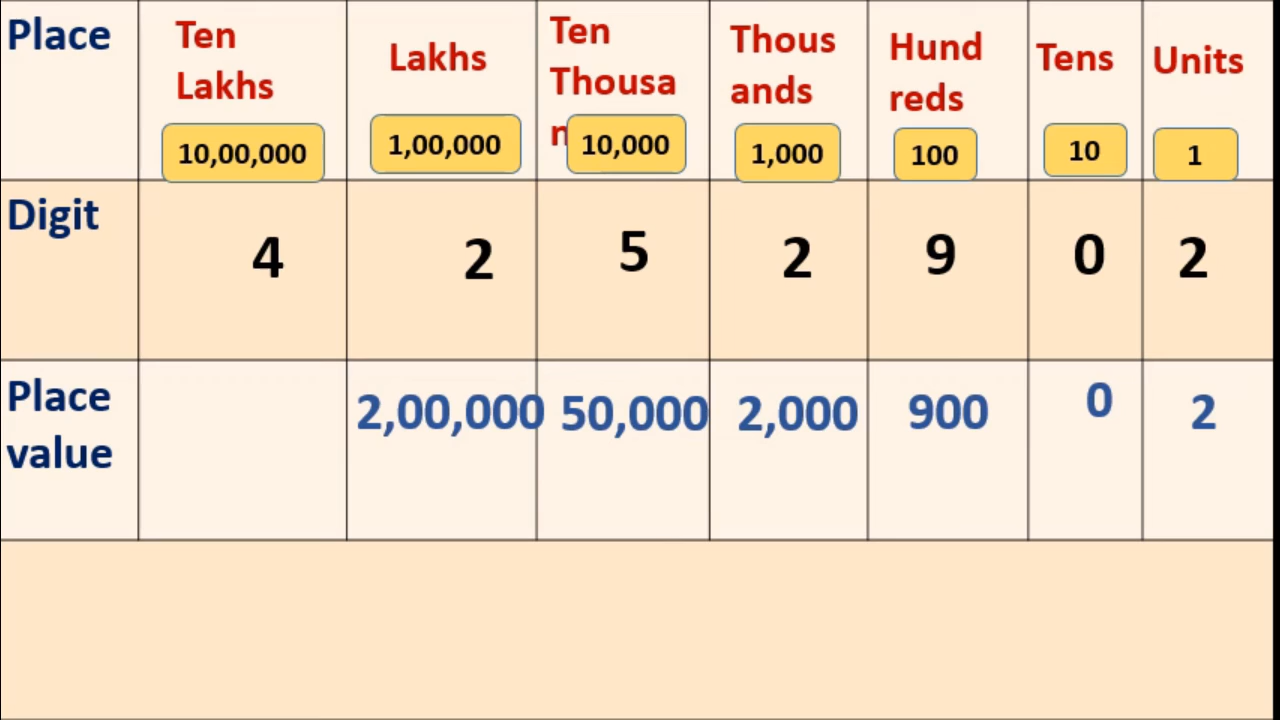 Place
Ten
Lakhs
10,00,000
Lakhs
1,00,000
Ten
Thousa
n
10,000
Thous
ands
1,000
Hund
reds
100
Tens
10
Units
1
Digit
4 2 5 2 9 0 2
Place
value
2,00,000 50,000 2,000 900 0 2